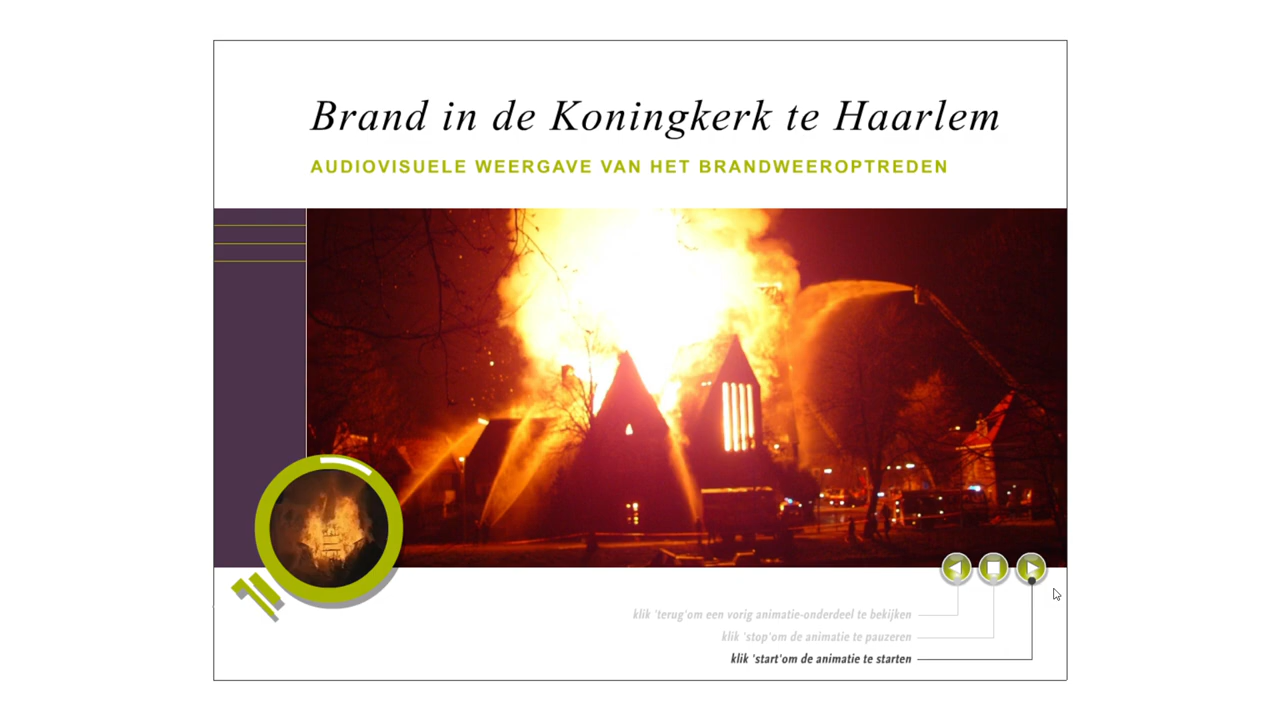 Brand in de Koningkerk te Haarlem
AUDIOVISUELE WEERGAVE VAN HET BRANDWEEROPTREDEN
klik 'terug'om een vorig animatie-onderdeel te bekijken
klik 'stop'om de animatie te pauzeren
klik 'start'om de animatie te starten